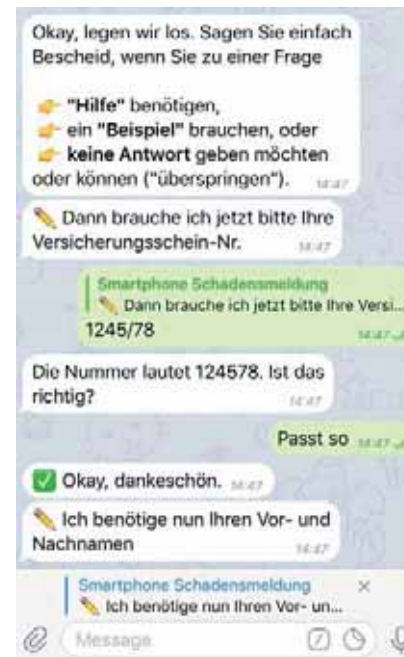 Okay, legen wir los. Sagen Sie einfach
Bescheid, wenn Sie zu einer Frage
👉 "Hilfe" benötigen,
👉 ein "Beispiel" brauchen, oder
👉 keine Antwort geben möchten
oder können ("überspringen"). 14:47
✏️ Dann brauche ich jetzt bitte Ihre
Versicherungsschein-Nr. 14:47
Smartphone Schadensmeldung
✏️ Dann brauche ich jetzt bitte Ihre Versi...
1245/78 14:47
Die Nummer lautet 124578. Ist das
richtig? 14:47
Passt so 14:47
✅ Okay, dankeschön. 14:47
✏️ Ich benötige nun Ihren Vor- und
Nachnamen 14:47
Smartphone Schadensmeldung
✏️ Ich benötige nun Ihren Vor- un...
Message